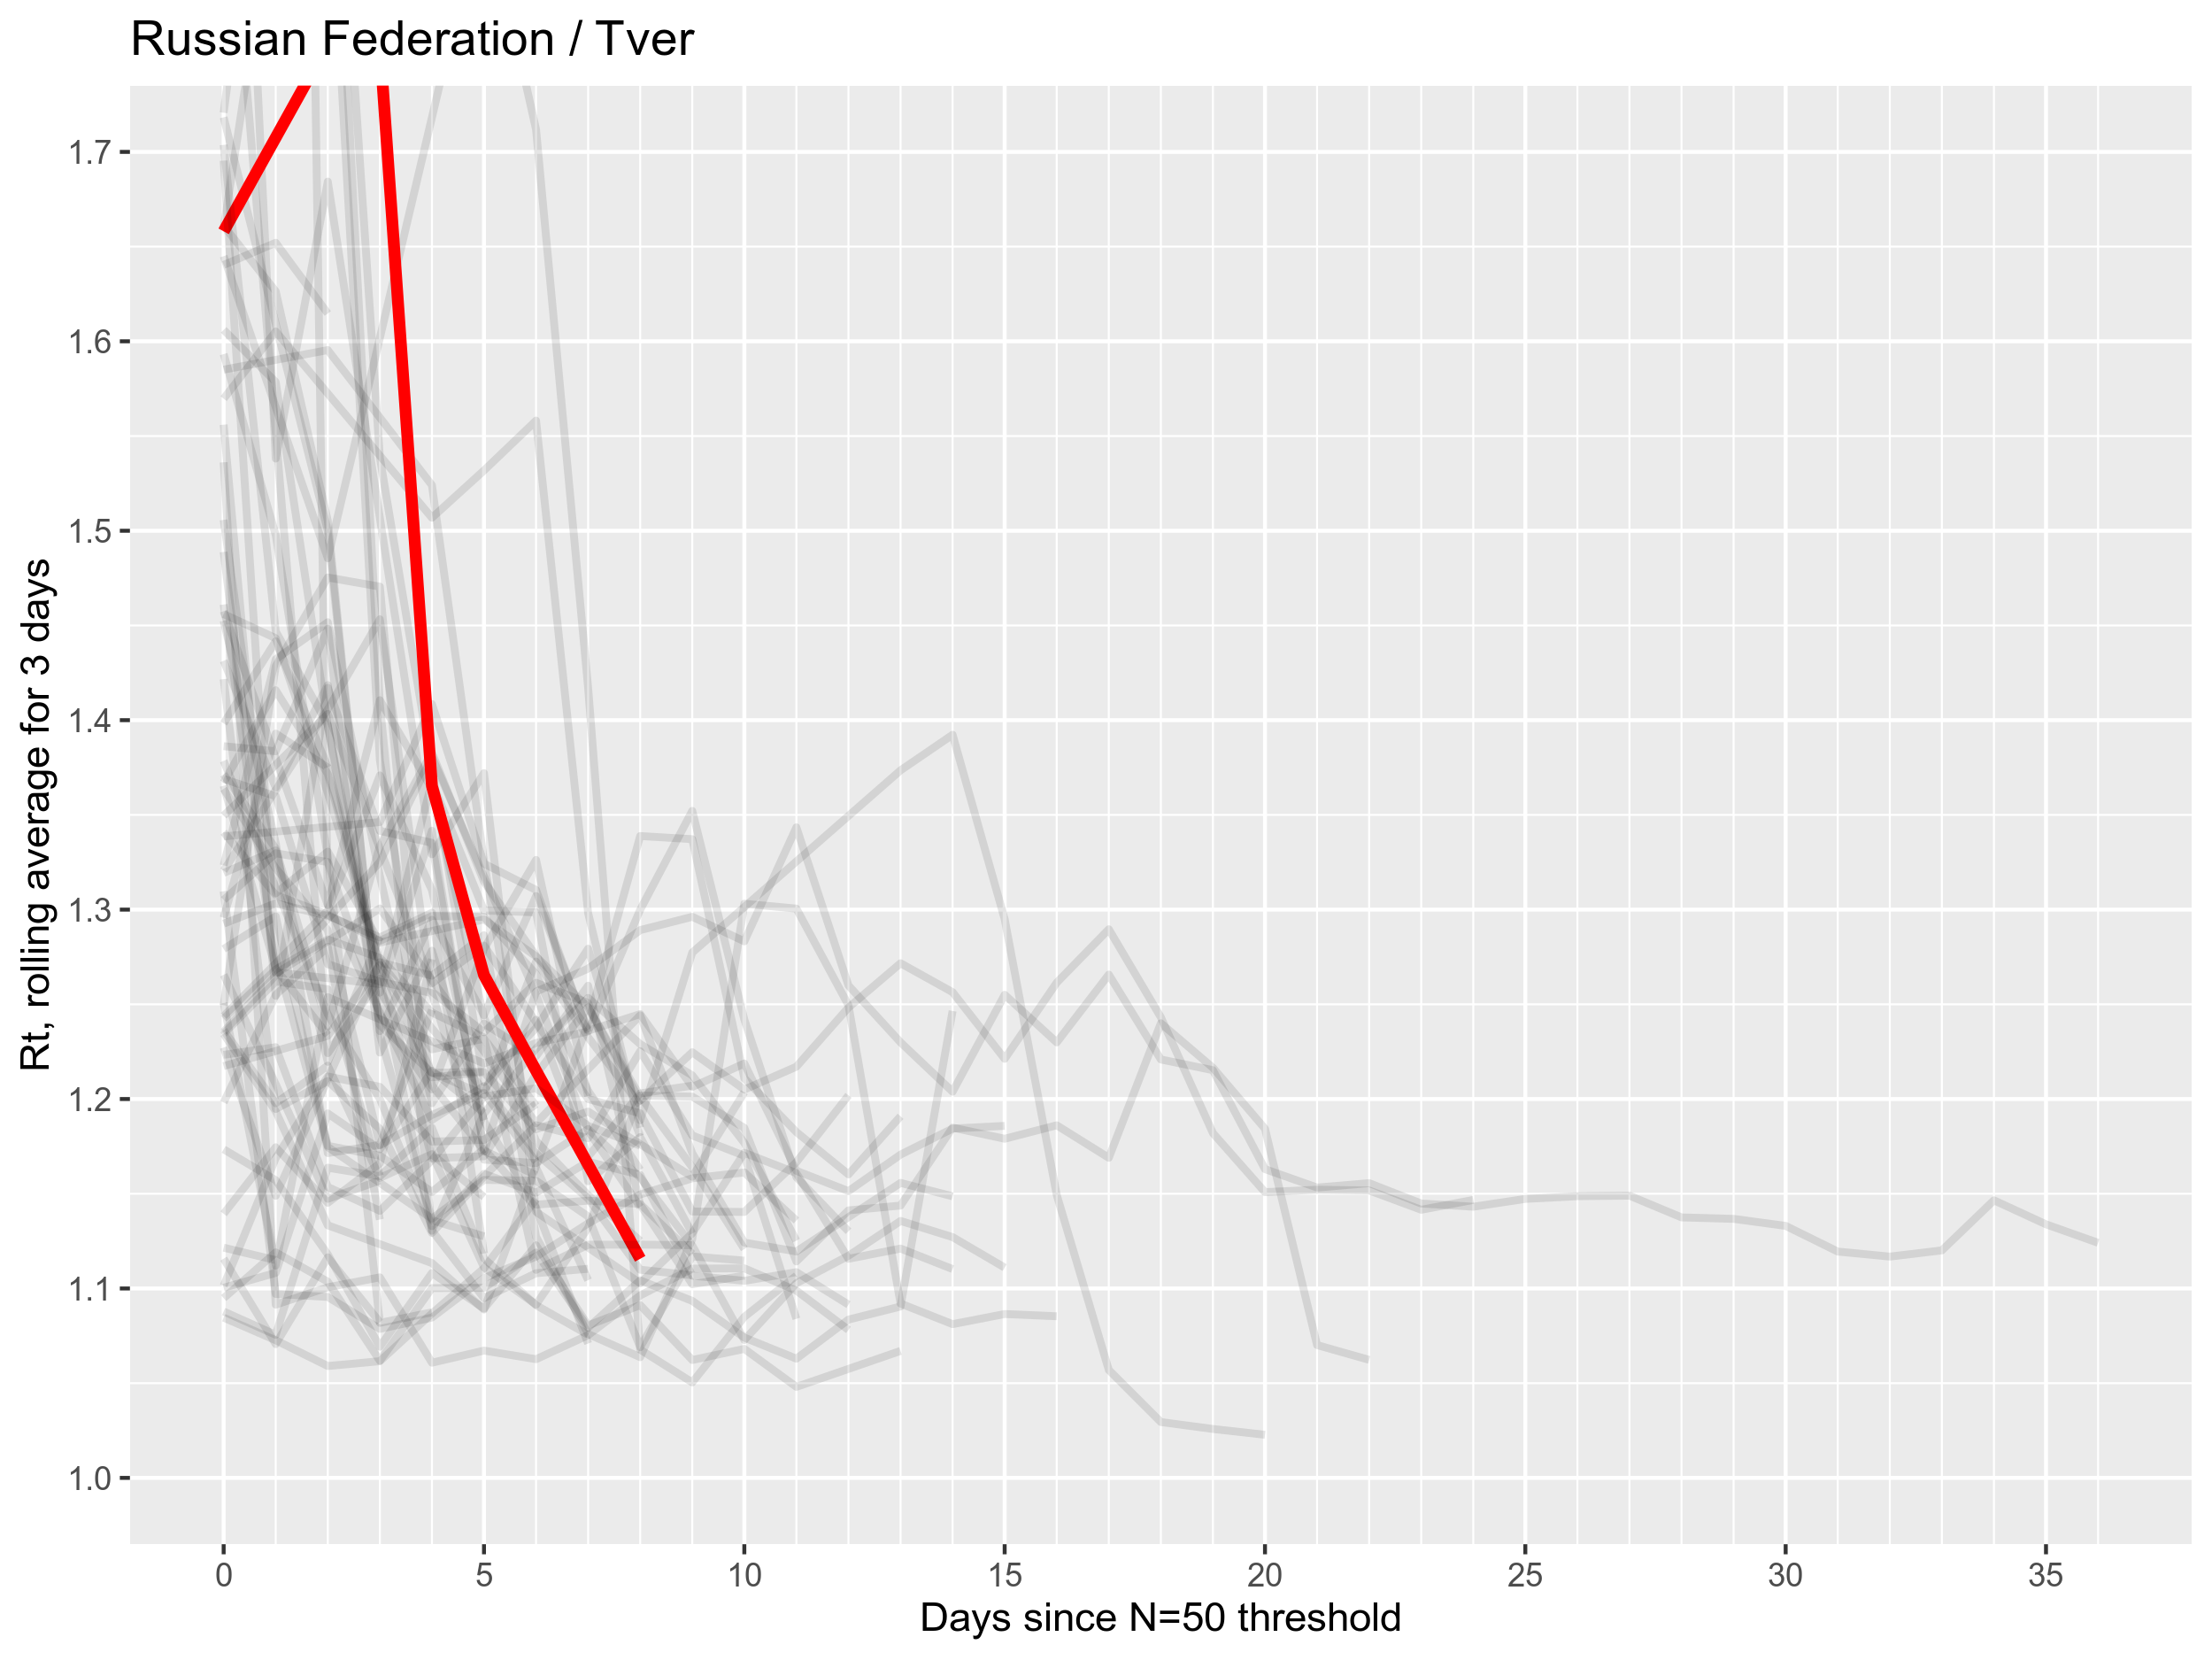 Russian Federation / Tver
Rt, rolling average for 3 days
1.7
1.6
1.5
1.4
1.3
1.2
1.1
1.0
0 5 10 15 20 25 30 35
Days since N=50 threshold